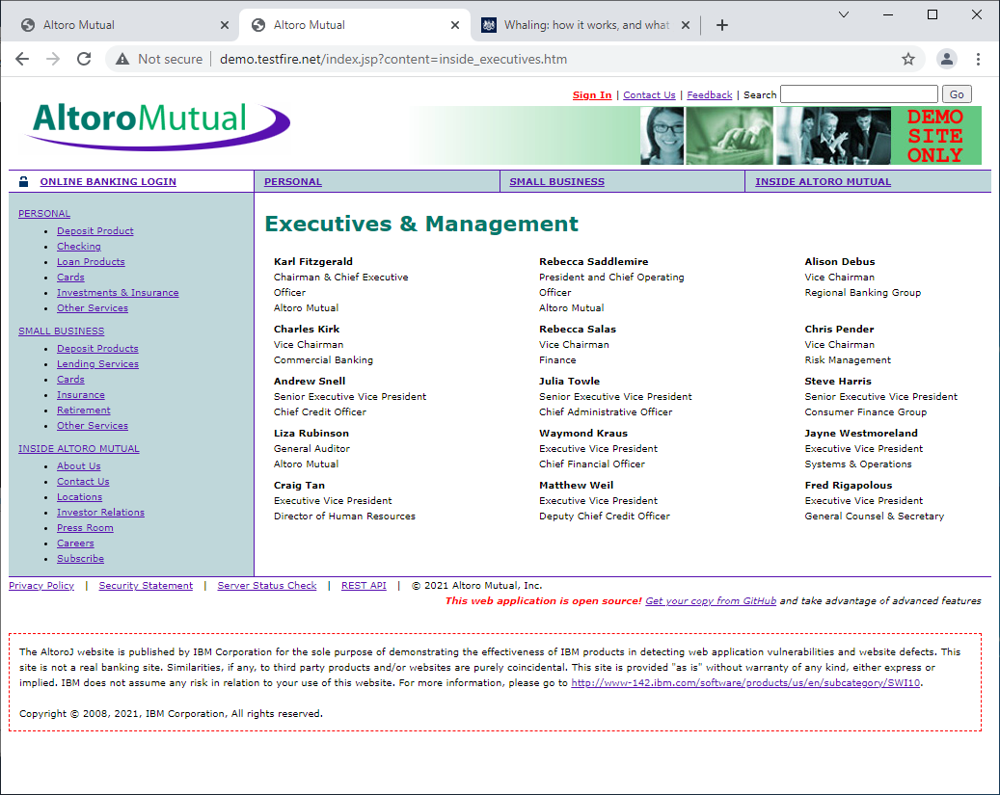 Altoro Mutual
Altoro Mutual
Whaling: how it works, and what
Not secure
demo.testfire.net/index.jsp?content=inside_executives.htm
Sign In | Contact Us | Feedback | Search
Go
AltoroMutual
DEMO
SITE
ONLY
ONLINE BANKING LOGIN
PERSONAL
SMALL BUSINESS
INSIDE ALTORO MUTUAL
PERSONAL
Deposit Product
Checking
Loan Products
Cards
Investments & Insurance
Other Services
SMALL BUSINESS
Deposit Products
Lending Services
Cards
Insurance
Retirement
Other Services
INSIDE ALTORO MUTUAL
About Us
Contact Us
Locations
Investor Relations
Press Room
Careers
Subscribe
Executives & Management
Karl Fitzgerald
Chairman & Chief Executive
Officer
Altoro Mutual
Rebecca Saddlemire
President and Chief Operating
Officer
Altoro Mutual
Alison Debus
Vice Chairman
Regional Banking Group
Charles Kirk
Vice Chairman
Commercial Banking
Rebecca Salas
Vice Chairman
Finance
Chris Pender
Vice Chairman
Risk Management
Andrew Snell
Senior Executive Vice President
Chief Credit Officer
Julia Towle
Senior Executive Vice President
Chief Administrative Officer
Steve Harris
Senior Executive Vice President
Consumer Finance Group
Liza Rubinson
General Auditor
Altoro Mutual
Waymond Kraus
Executive Vice President
Chief Financial Officer
Jayne Westmoreland
Executive Vice President
Systems & Operations
Craig Tan
Executive Vice President
Director of Human Resources
Matthew Weil
Executive Vice President
Deputy Chief Credit Officer
Fred Rigapolous
Executive Vice President
General Counsel & Secretary
Privacy Policy | Security Statement | Server Status Check | REST API | © 2021 Altoro Mutual, Inc.
This web application is open source! Get your copy from GitHub and take advantage of advanced features
The AltoroJ website is published by IBM Corporation for the sole purpose of demonstrating the effectiveness of IBM products in detecting web application vulnerabilities and website defects. This
site is not a real banking site. Similarities, if any, to third party products and/or websites are purely coincidental. This site is provided "as is" without warranty of any kind, either express or
implied. IBM does not assume any risk in relation to your use of this website. For more information, please go to http://www-142.ibm.com/software/products/us/en/subcategory/SWI10.
Copyright © 2008, 2021, IBM Corporation, All rights reserved.